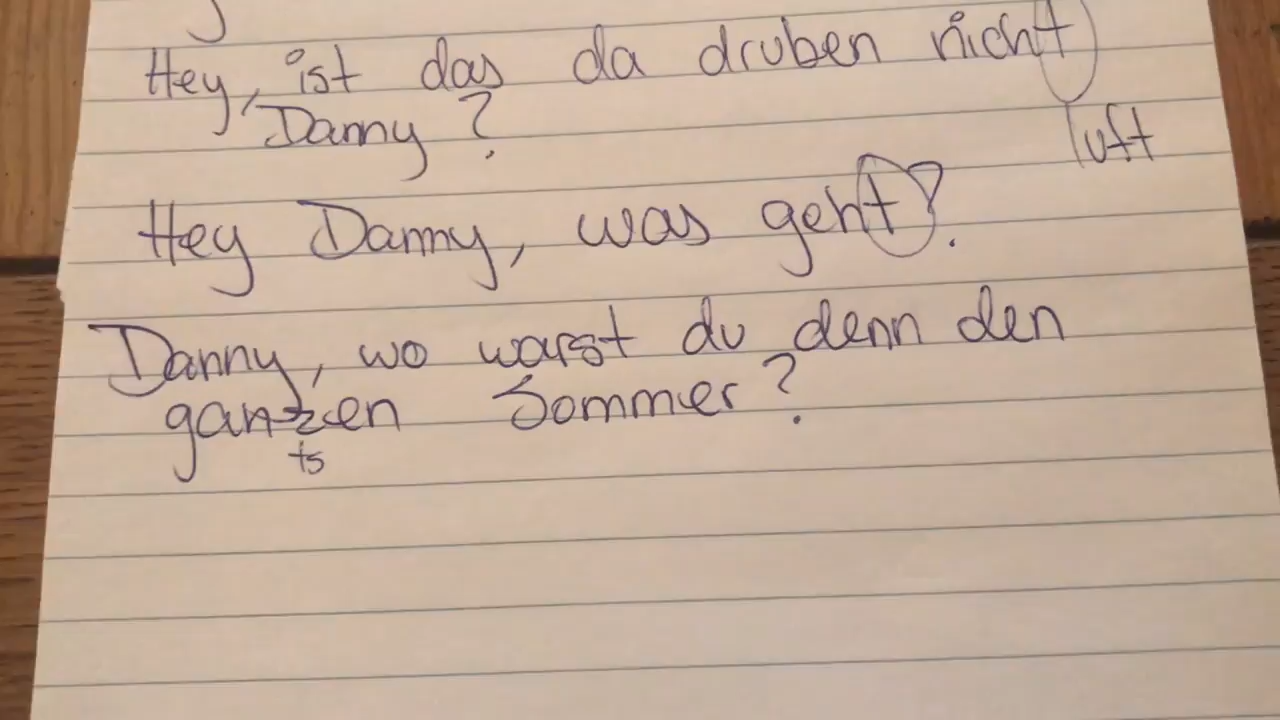 Hey, ist das da druben nicht
Danny?
luft
Hey Danny, was geht?
Danny, wo warst du denn den
ganzen Sommer?
ts